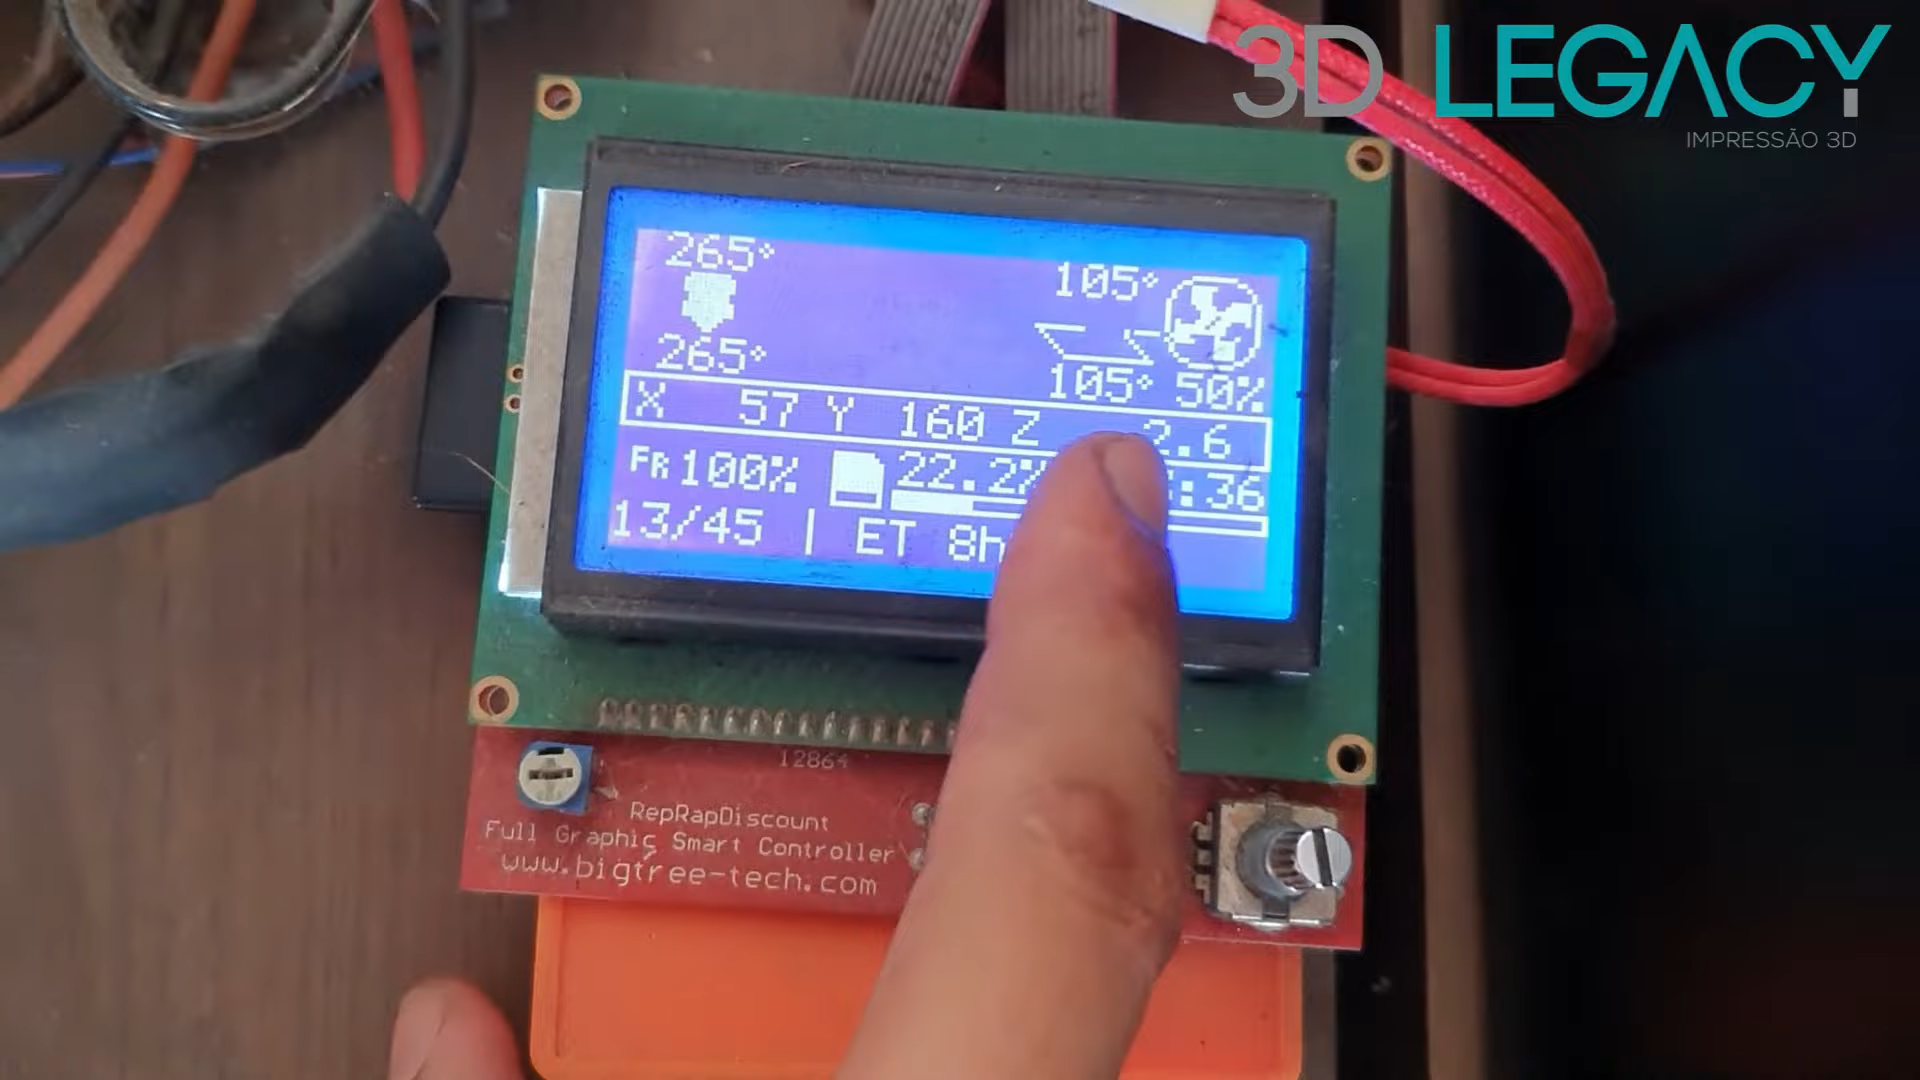 3D LEGACY
IMPRESSÃO 3D
265°
105°
265°
105° 50%
X 57 Y 160 Z 2.6
FR 100% 22.2% :36
13/45 | ET 8h
12864
RepRapDiscount
Full Graphic Smart Controller
www.bigtree-tech.com